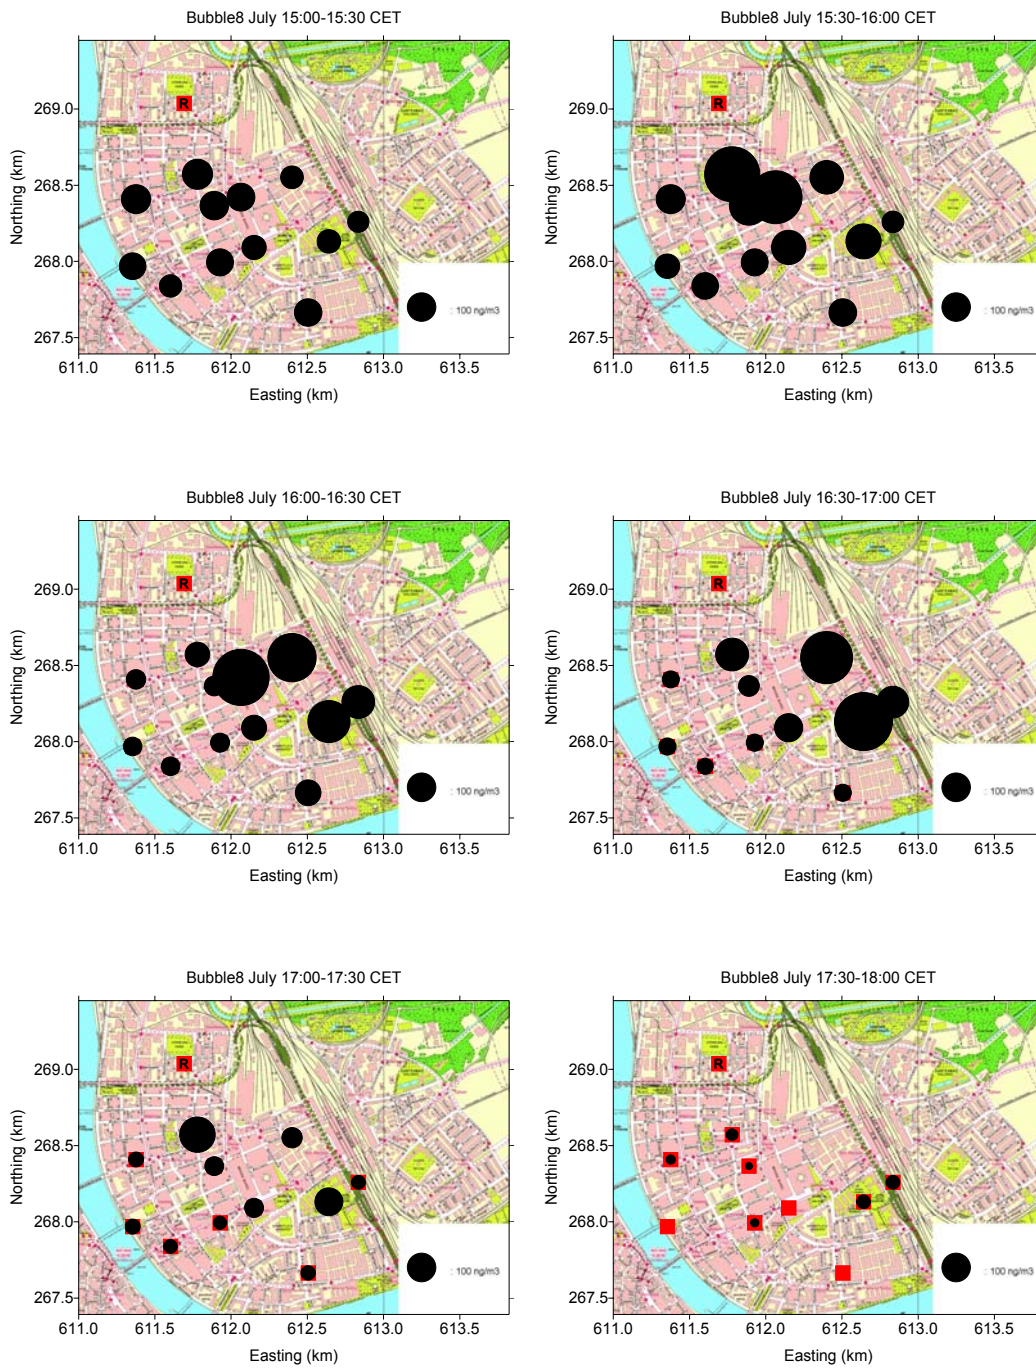 Bubble8 July 15:00-15:30 CET
Northing (km)
269.0
268.5
268.0
267.5
R
: 100 ng/m3
611.0 611.5 612.0 612.5 613.0 613.5
Easting (km)
Bubble8 July 15:30-16:00 CET
Northing (km)
269.0
268.5
268.0
267.5
R
: 100 ng/m3
611.0 611.5 612.0 612.5 613.0 613.5
Easting (km)
Bubble8 July 16:00-16:30 CET
Northing (km)
269.0
268.5
268.0
267.5
R
: 100 ng/m3
611.0 611.5 612.0 612.5 613.0 613.5
Easting (km)
Bubble8 July 16:30-17:00 CET
Northing (km)
269.0
268.5
268.0
267.5
R
: 100 ng/m3
611.0 611.5 612.0 612.5 613.0 613.5
Easting (km)
Bubble8 July 17:00-17:30 CET
Northing (km)
269.0
268.5
268.0
267.5
R
: 100 ng/m3
611.0 611.5 612.0 612.5 613.0 613.5
Easting (km)
Bubble8 July 17:30-18:00 CET
Northing (km)
269.0
268.5
268.0
267.5
R
: 100 ng/m3
611.0 611.5 612.0 612.5 613.0 613.5
Easting (km)